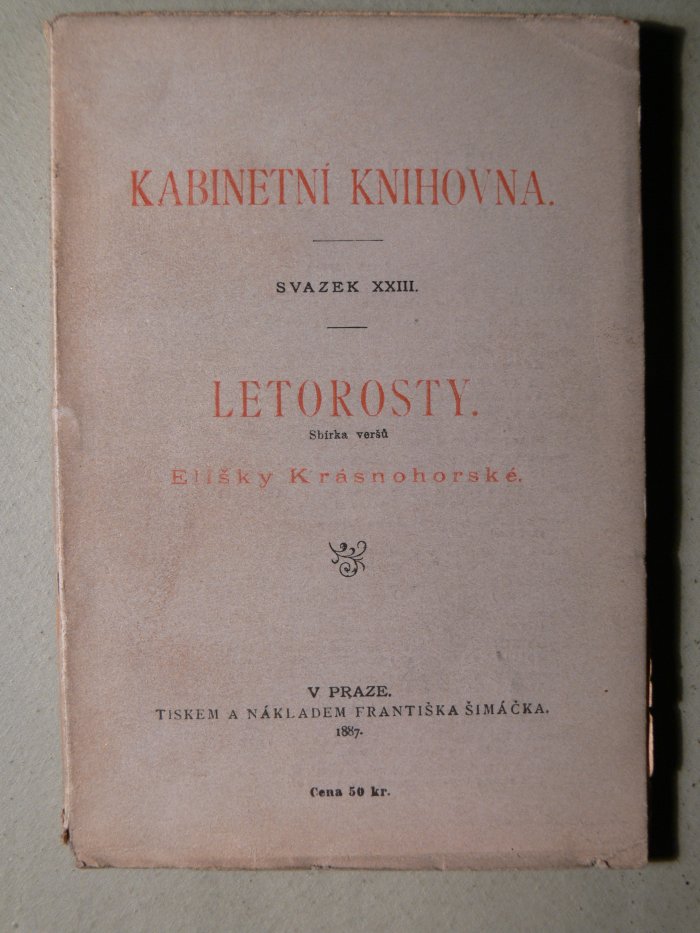 KABINETNÍ KNIHOVNA.
SVAZEK XXIII.
LETOROSTY.
Sbírka veršů
Elišky Krásnohorské.
V PRAZE.
TISKEM A NÁKLADEM FRANTIŠKA ŠIMÁČKA.
1887.
Cena 50 kr.